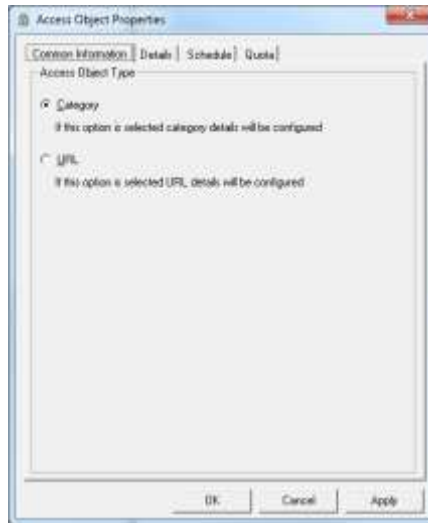 Access Object Properties
Common Information Details Schedule Quota
Access Object Type
Category
If this option is selected category details will be configured
URL
If this option is selected URL details will be configured
OK Cancel Apply